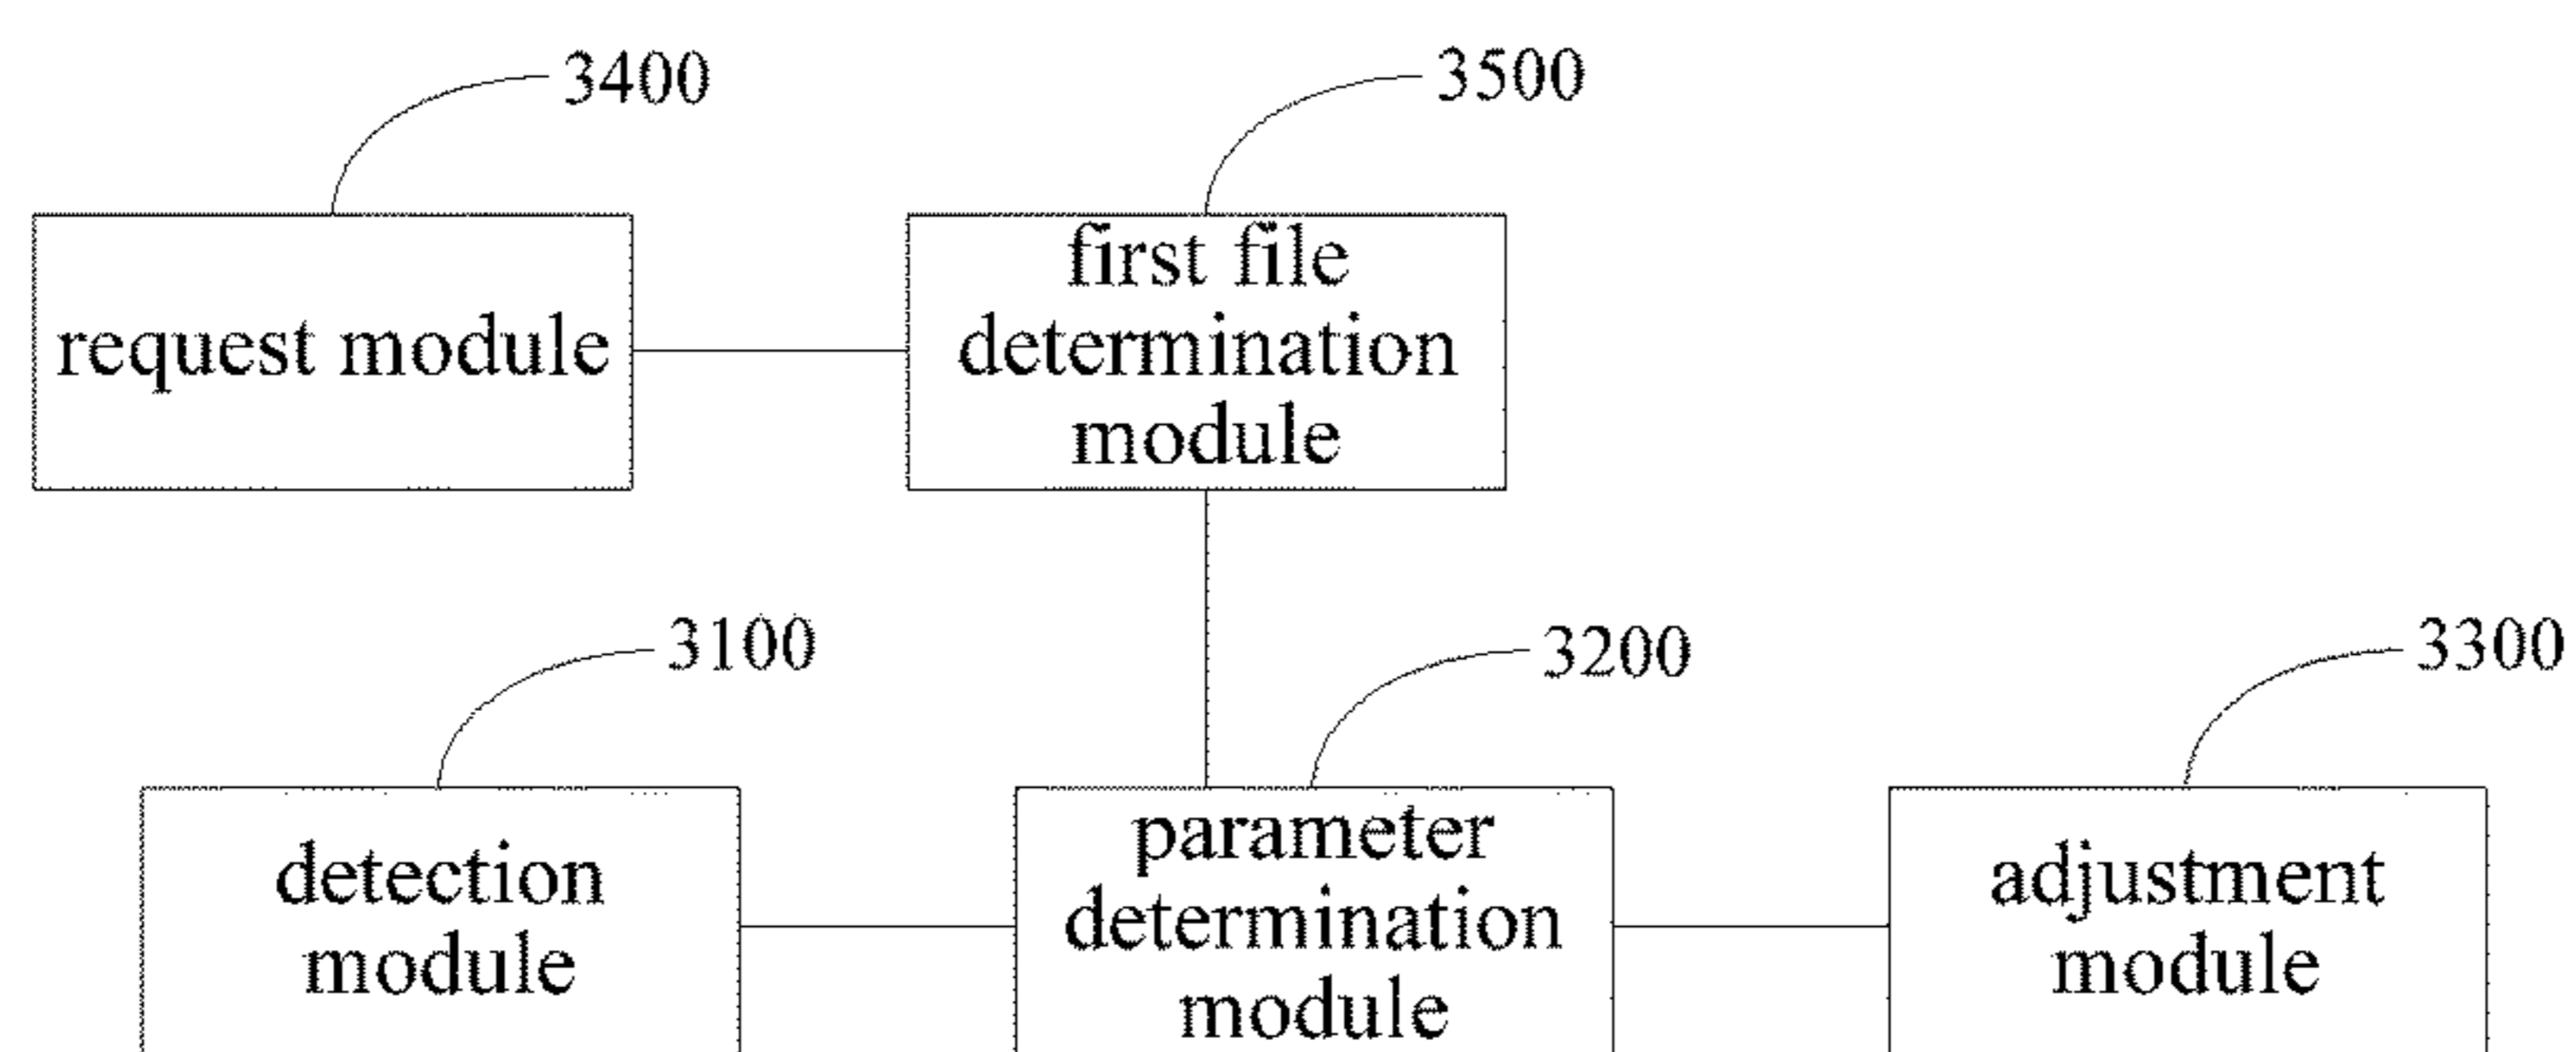 3400
3500
request module
first file
determination
module
3100
3200
3300
detection
module
parameter
determination
module
adjustment
module